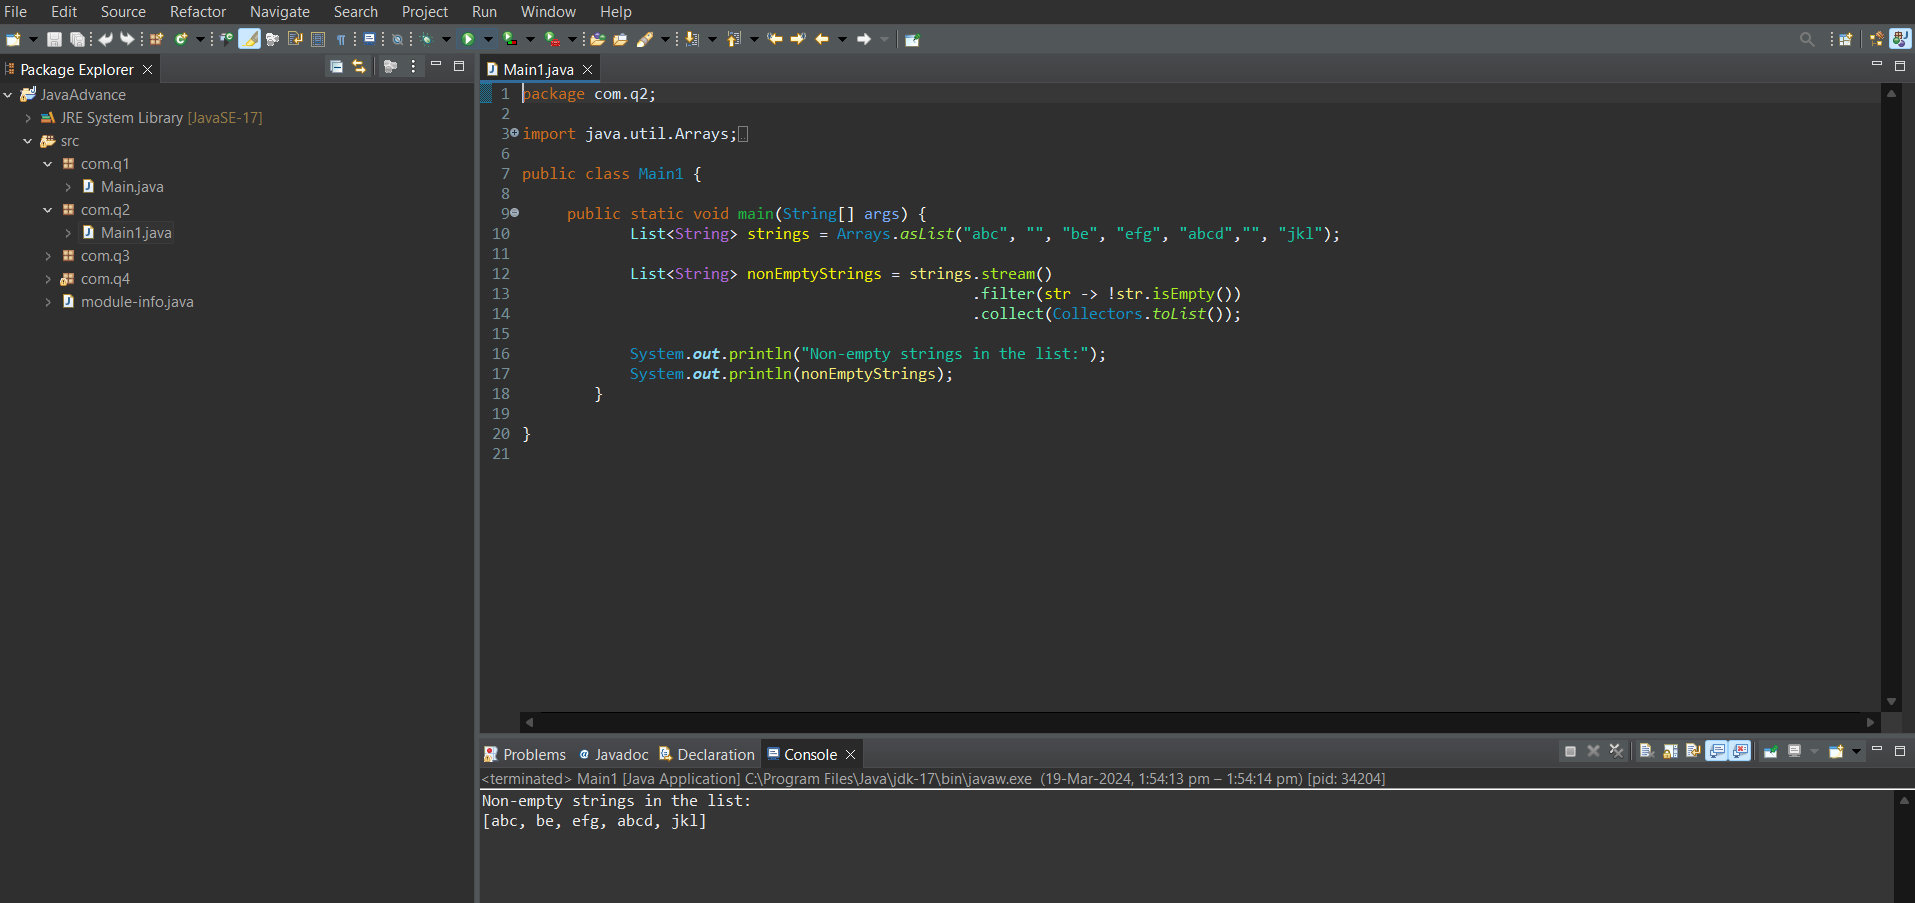 File Edit Source Refactor Navigate Search Project Run Window Help
Package Explorer
JavaAdvance
JRE System Library [JavaSE-17]
src
com.q1
Main.java
com.q2
Main1.java
com.q3
com.q4
module-info.java
Main1.java
1 package com.q2;
2
3 import java.util.Arrays;
6
7 public class Main1 {
8
9 public static void main(String[] args) {
10 List<String> strings = Arrays.asList("abc", "", "be", "efg", "abcd","", "jkl");
11
12 List<String> nonEmptyStrings = strings.stream()
13 .filter(str -> !str.isEmpty())
14 .collect(Collectors.toList());
15
16 System.out.println("Non-empty strings in the list:");
17 System.out.println(nonEmptyStrings);
18 }
19
20 }
21
Problems Javadoc Declaration Console
<terminated> Main1 [Java Application] C:\Program Files\Java\jdk-17\bin\javaw.exe (19-Mar-2024, 1:54:13 pm – 1:54:14 pm) [pid: 34204]
Non-empty strings in the list:
[abc, be, efg, abcd, jkl]